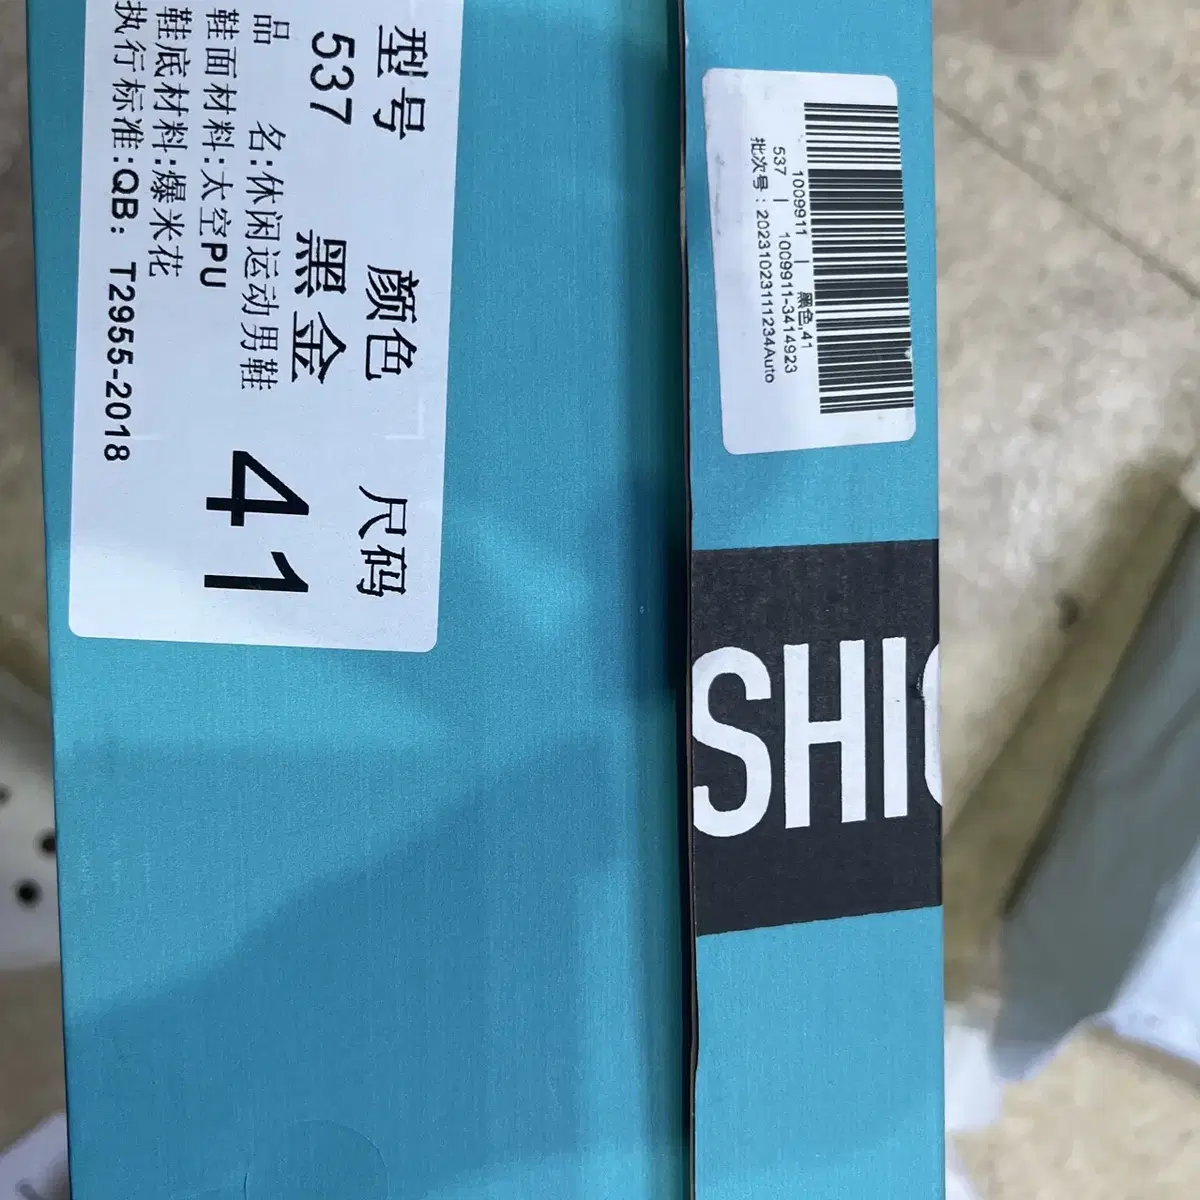 型号 颜色 尺码
537 黑金 41
品 名:休闲运动男鞋
鞋面材料:太空PU
鞋底材料:爆米花
执行标准:QB: T2955-2018
1009911 | 黑色,41
537 | 1009911-3414923
批次号：20231023111234Auto
SHI